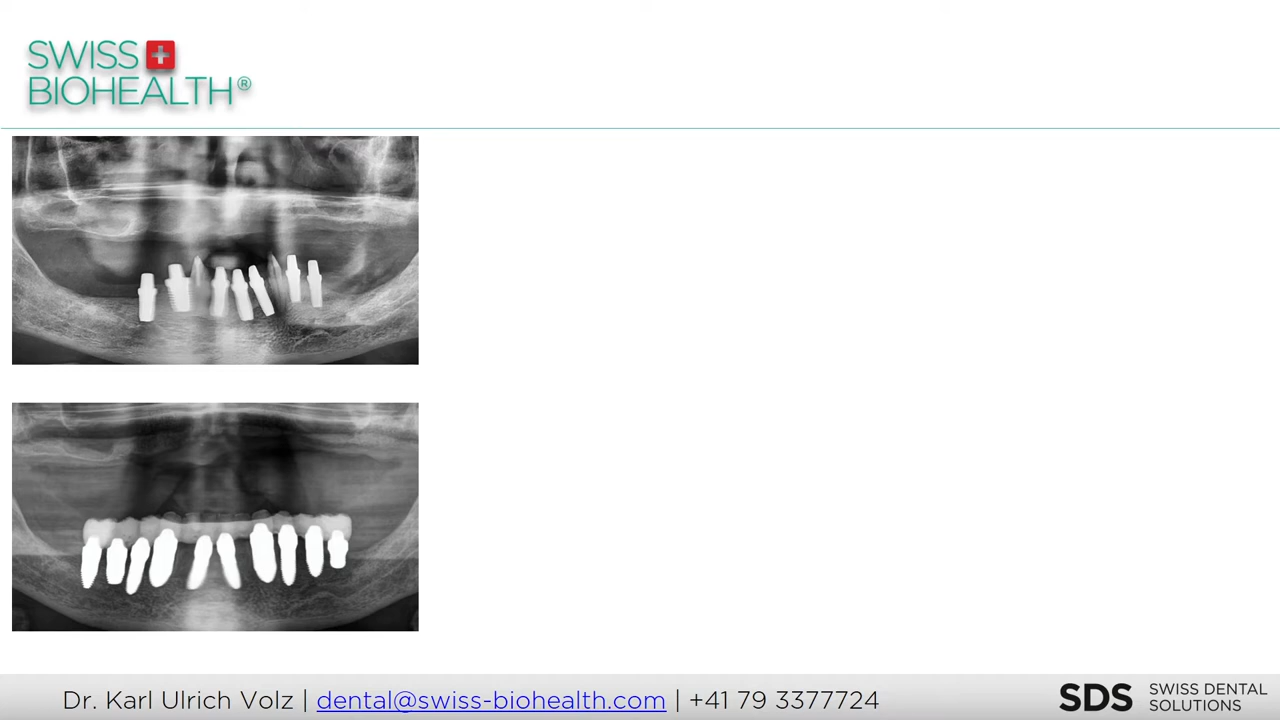 SWISS
BIOHEALTH®
Dr. Karl Ulrich Volz | dental@swiss-biohealth.com | +41 79 3377724
SDS SWISS DENTAL
SOLUTIONS